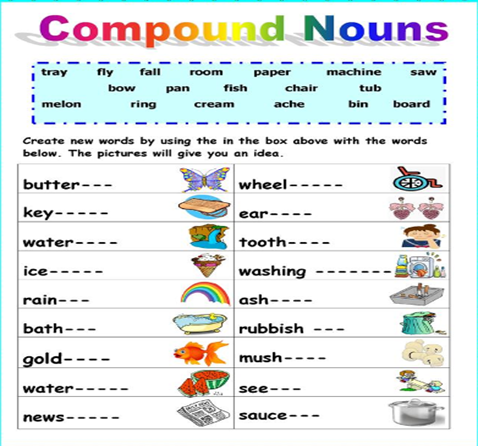 Compound Nouns
tray fly fall room paper machine saw
bow pan fish chair tub
melon ring cream ache bin board
Create new words by using the in the box above with the words
below. The pictures will give you an idea.
butter--- wheel-----
key----- ear----
water---- tooth----
ice----- washing -------
rain--- ash----
bath--- rubbish ---
gold---- mush----
water----- see---
news----- sauce---